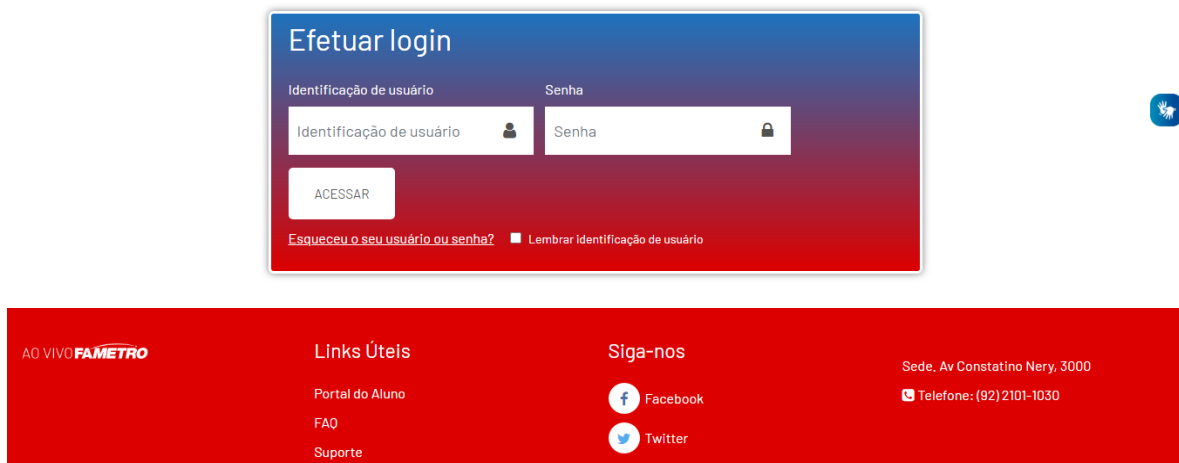 Efetuar login
Identificação de usuário
Senha
Identificação de usuário
Senha
ACESSAR
Esqueceu o seu usuário ou senha?
Lembrar identificação de usuário
AO VIVO FAMETRO
Links Úteis
Portal do Aluno
FAQ
Suporte
Siga-nos
Facebook
Twitter
Sede. Av Constatino Nery, 3000
Telefone: (92) 2101-1030